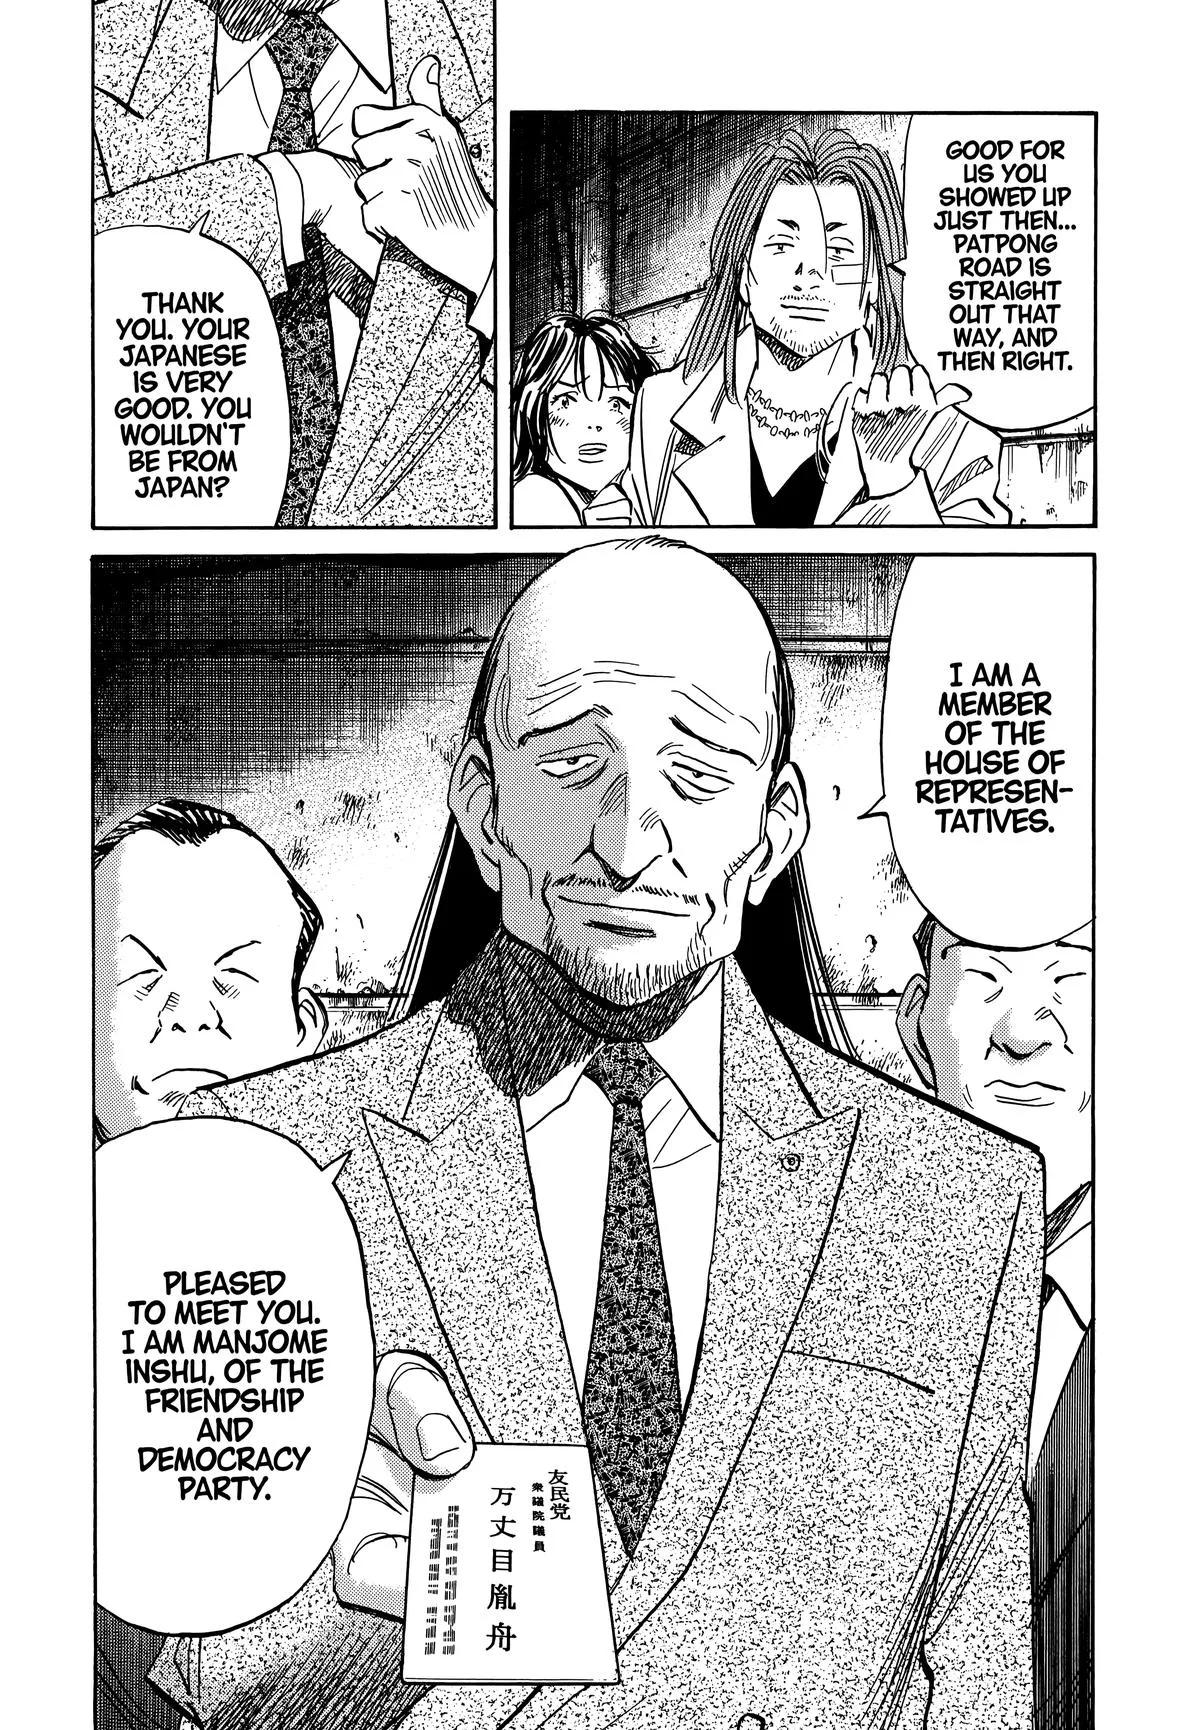 GOOD FOR
US YOU
SHOWED UP
JUST THEN...
PATPONG
ROAD IS
STRAIGHT
OUT THAT
WAY, AND
THEN RIGHT.
THANK
YOU. YOUR
JAPANESE
IS VERY
GOOD. YOU
WOULDN'T
BE FROM
JAPAN?
I AM A
MEMBER
OF THE
HOUSE OF
REPRESEN-
TATIVES.
PLEASED
TO MEET YOU.
I AM MANJOME
INSHU, OF THE
FRIENDSHIP
AND
DEMOCRACY
PARTY.
友民党
衆議院議員
万丈目胤舟